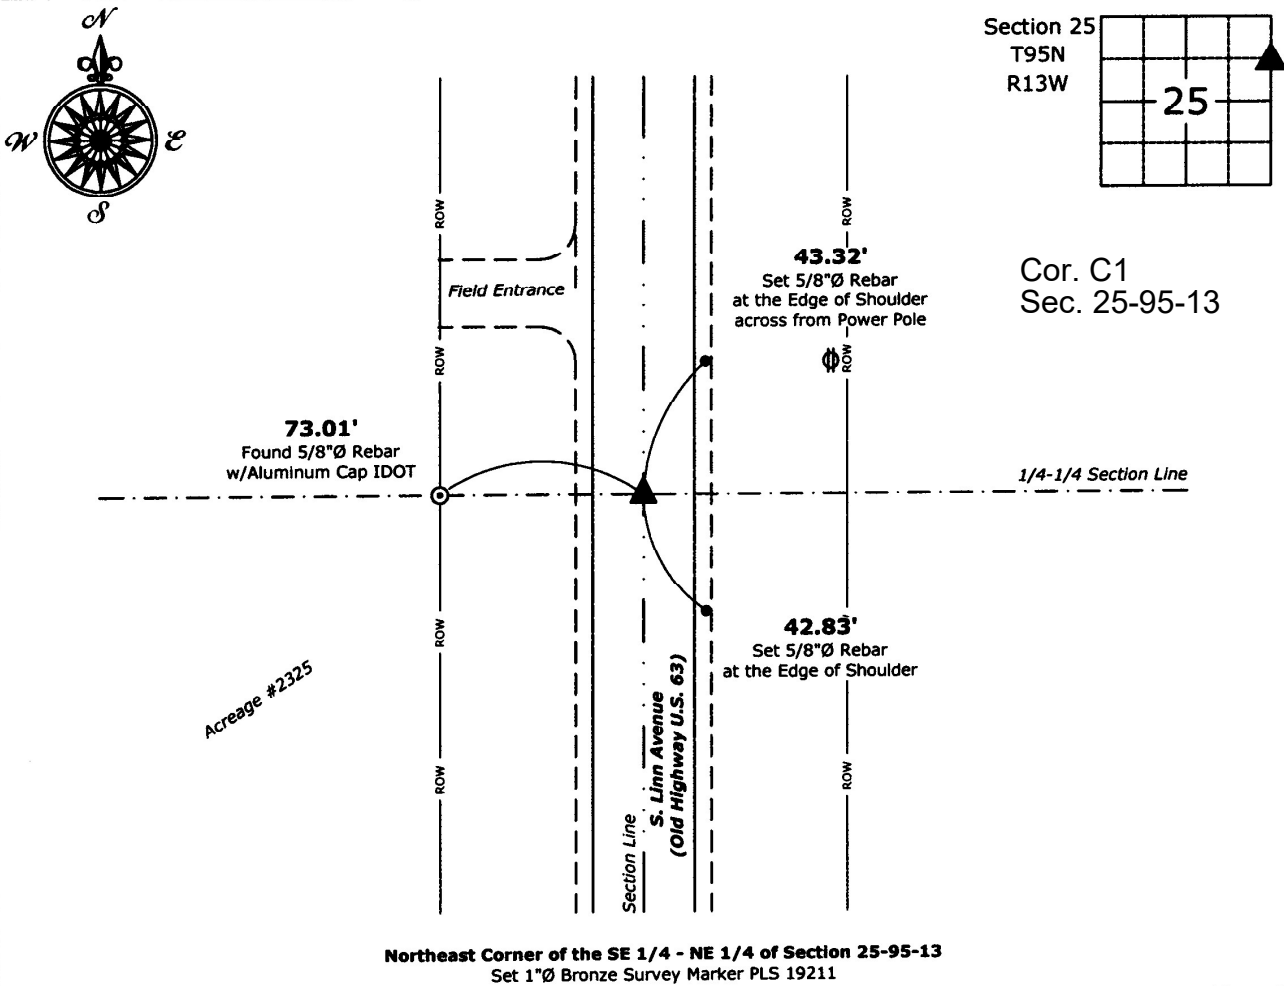 N
W
E
S
Section 25
T95N
R13W
25
Cor. C1
Sec. 25-95-13
ROW
ROW
43.32'
Set 5/8"Ø Rebar
at the Edge of Shoulder
across from Power Pole
Field Entrance
ROW
ROW
73.01'
Found 5/8"Ø Rebar
w/Aluminum Cap IDOT
1/4-1/4 Section Line
42.83'
Set 5/8"Ø Rebar
at the Edge of Shoulder
ROW
Acreage #2325
S. Linn Avenue
(Old Highway U.S. 63)
ROW
ROW
Section Line
Northeast Corner of the SE 1/4 - NE 1/4 of Section 25-95-13
Set 1"Ø Bronze Survey Marker PLS 19211